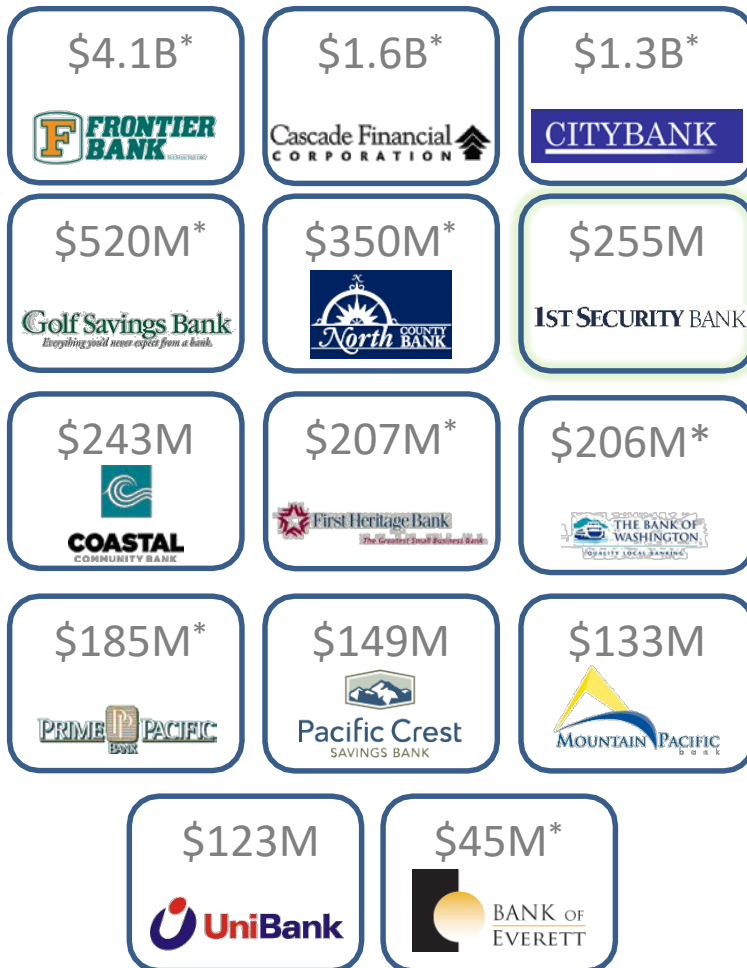 $4.1B*
$1.6B*
$1.3B*
FRONTIER
BANK
Cascade Financial
CORPORATION
CITYBANK
$520M*
$350M*
$255M
Golf Savings Bank
Everything you'd never expect from a bank.
N
North COUNTY
BANK
1ST SECURITY BANK
$243M
$207M*
$206M*
COASTAL
COMMUNITY BANK
First Heritage Bank
The Greatest Small Business Bank
THE BANK OF
WASHINGTON
QUALITY LOCAL BANKING
$185M*
$149M
$133M
PRIME PACIFIC
BANK
Pacific Crest
SAVINGS BANK
MOUNTAIN PACIFIC
bank
$123M
$45M*
UniBank
BANK OF
EVERETT